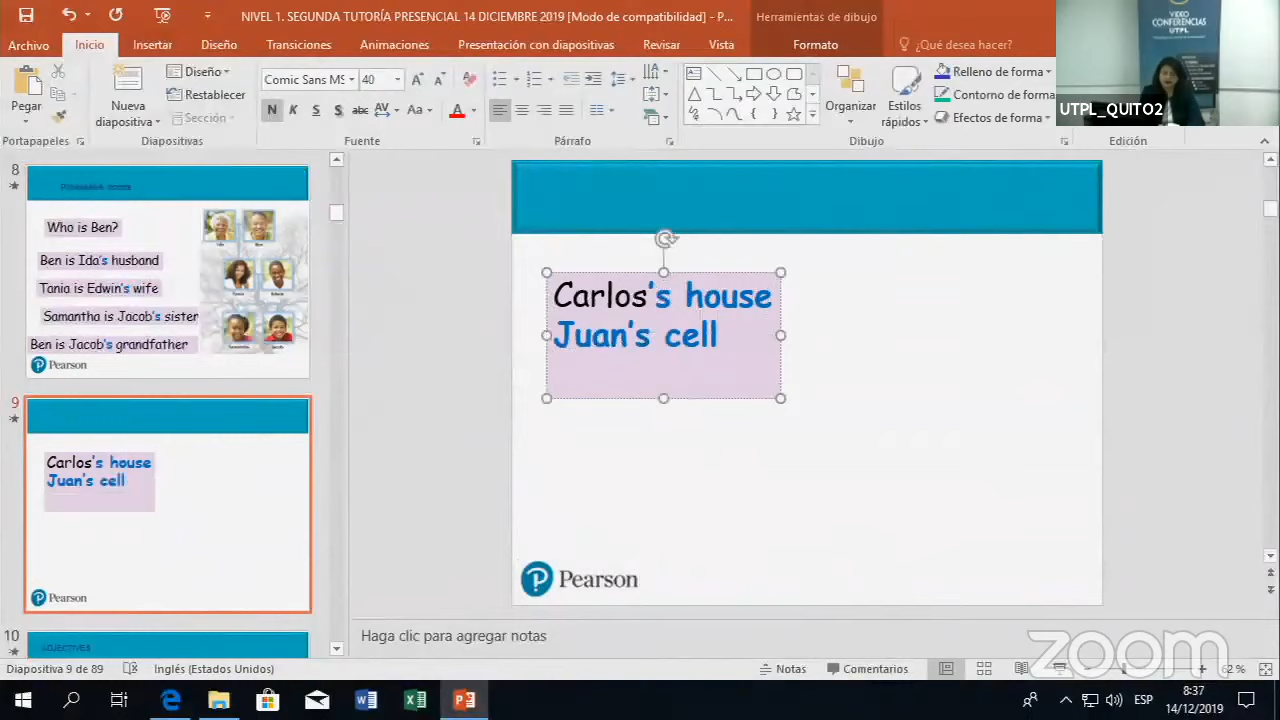 NIVEL 1. SEGUNDA TUTORÍA PRESENCIAL 14 DICIEMBRE 2019 [Modo de compatibilidad] - P...
Herramientas de dibujo
Archivo
Inicio
Insertar
Diseño
Transiciones
Animaciones
Presentación con diapositivas
Revisar
Vista
Formato
¿Qué desea hacer?
VIDEO
CONFERENCIAS
UTPL
UTPL_QUITO2
Pegar
Nueva
diapositiva
Diseño
Restablecer
Sección
Comic Sans MS
40
N K S S abc AV Aa A
Organizar
Estilos
rápidos
Relleno de forma
Contorno de forma
Efectos de forma
Portapapeles
Diapositivas
Fuente
Párrafo
Dibujo
Edición
8
Who is Ben?
Ben is Ida's husband
Tania is Edwin's wife
Samantha is Jacob's sister
Ben is Jacob's grandfather
Pearson
9
Carlos's house
Juan's cell
Pearson
10
ADJECTIVES
Carlos's house
Juan's cell
Pearson
Haga clic para agregar notas
zoom
Diapositiva 9 de 89
Inglés (Estados Unidos)
Notas
Comentarios
62 %
ESP
8:37
14/12/2019